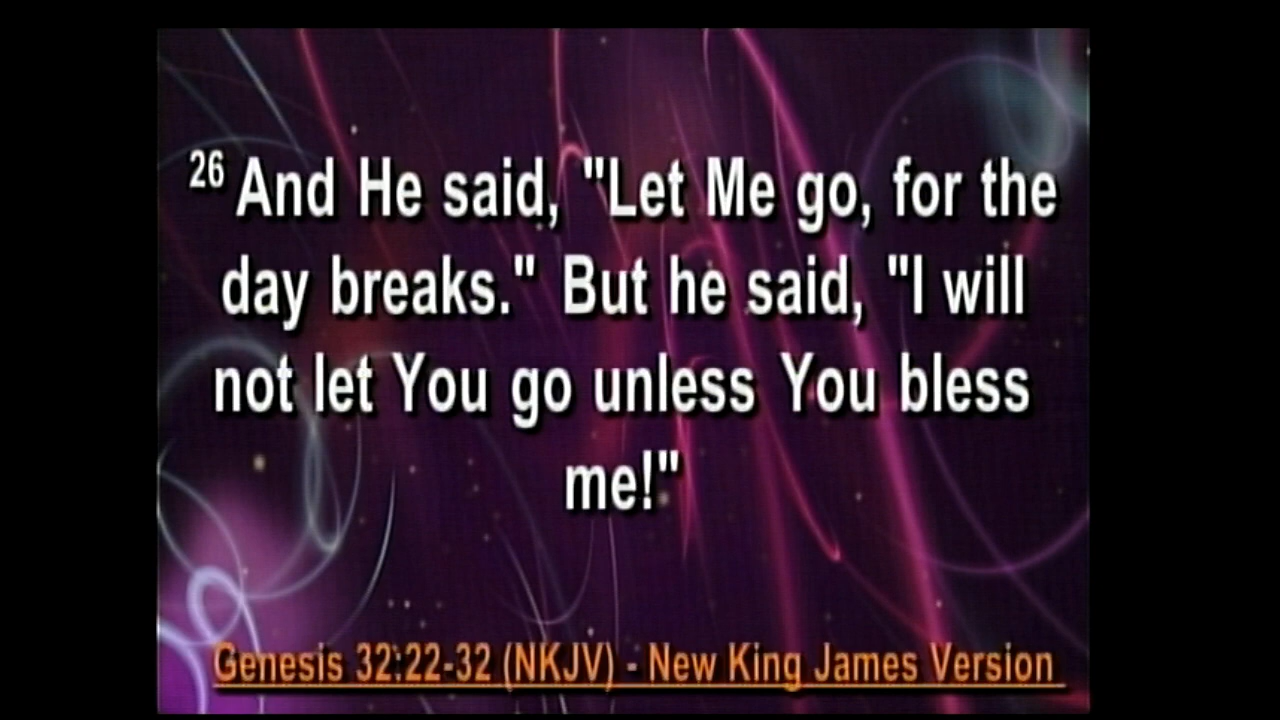 26 And He said, "Let Me go, for the
day breaks." But he said, "I will
not let You go unless You bless
me!"
Genesis 32:22-32 (NKJV) - New King James Version